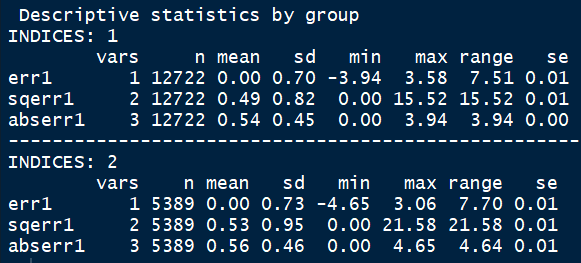 Descriptive statistics by group
INDICES: 1
vars n mean sd min max range se
err1 1 12722 0.00 0.70 -3.94 3.58 7.51 0.01
sqerr1 2 12722 0.49 0.82 0.00 15.52 15.52 0.01
abserr1 3 12722 0.54 0.45 0.00 3.94 3.94 0.00
------------------------------------------------------
INDICES: 2
vars n mean sd min max range se
err1 1 5389 0.00 0.73 -4.65 3.06 7.70 0.01
sqerr1 2 5389 0.53 0.95 0.00 21.58 21.58 0.01
abserr1 3 5389 0.56 0.46 0.00 4.65 4.64 0.01